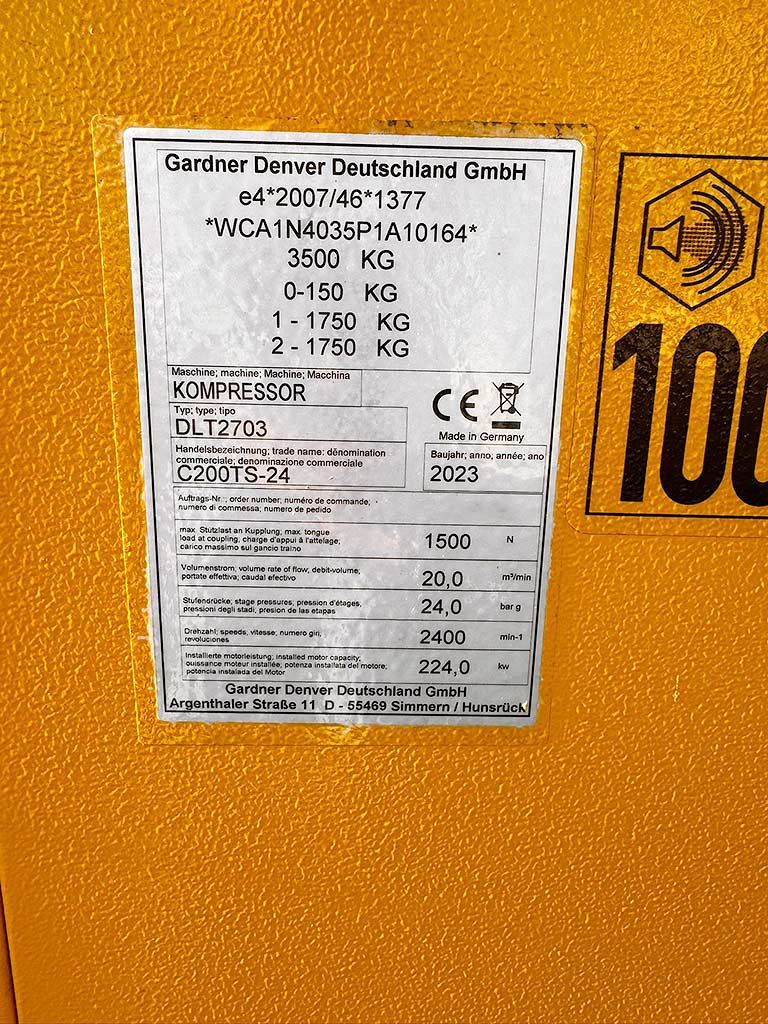 Gardner Denver Deutschland GmbH
e4*2007/46*1377
*WCA1N4035P1A10164*
3500 KG
0-150 KG
1 - 1750 KG
2 - 1750 KG
Maschine; machine; Machine; Macchina
KOMPRESSOR
Typ; type; tipo
DLT2703
Handelsbezeichnung; trade name: dénomination
commerciale; denominazione commerciale
C200TS-24
CE
Made in Germany
Baujahr; anno, année; ano
2023
Auftrags-Nr.; order number; numéro de commande;
numero di commessa; numero de pedido
max. Stützlast an Kupplung; max. tongue
load at coupling; charge d'appui à l'attelage;
carico massimo sul gancio traino
1500 N
Volumenstrom; volume rate of flow, debit-volume,
portate effettiva; caudal efectivo
20,0 m³/min
Stufendrücke; stage pressures, pression d'étages,
pressioni degli stadi; presion de las etapas
24,0 bar g
Drehzahl; speeds, vitesse; numero giri,
revoluciones
2400 min-1
Installierte motorleistung; installed motor capacity;
puissance moteur installée; potenza installata del motore;
potencia instalada del Motor
224,0 kw
Gardner Denver Deutschland GmbH
Argenthaler Straße 11 D - 55469 Simmern / Hunsrück
100